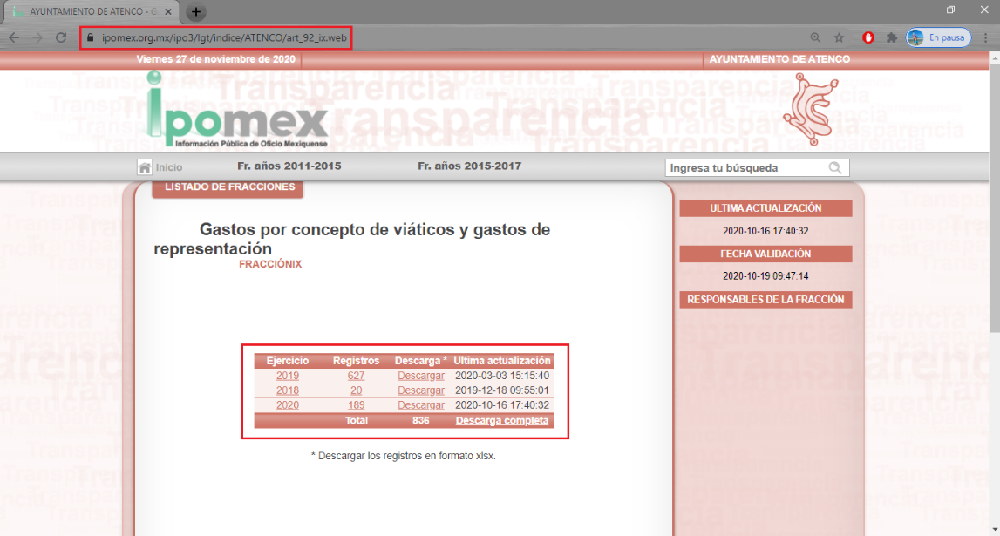 AYUNTAMIENTO DE ATENCO - G
ipomex.org.mx/ipo3/lgt/indice/ATENCO/art_92_ix.web
En pausa
Viernes 27 de noviembre de 2020
AYUNTAMIENTO DE ATENCO
Transparencia
ipomex
Información Pública de Oficio Mexiquense
Inicio
Fr. años 2011-2015
Fr. años 2015-2017
Ingresa tu búsqueda
LISTADO DE FRACCIONES
Gastos por concepto de viáticos y gastos de
representación
FRACCIÓNIX
Ejercicio Registros Descarga * Ultima actualización
2019 627 Descargar 2020-03-03 15:15:40
2018 20 Descargar 2019-12-18 09:55:01
2020 189 Descargar 2020-10-16 17:40:32
Total 836 Descarga completa
* Descargar los registros en formato xlsx.
ULTIMA ACTUALIZACIÓN
2020-10-16 17:40:32
FECHA VALIDACIÓN
2020-10-19 09:47:14
RESPONSABLES DE LA FRACCIÓN